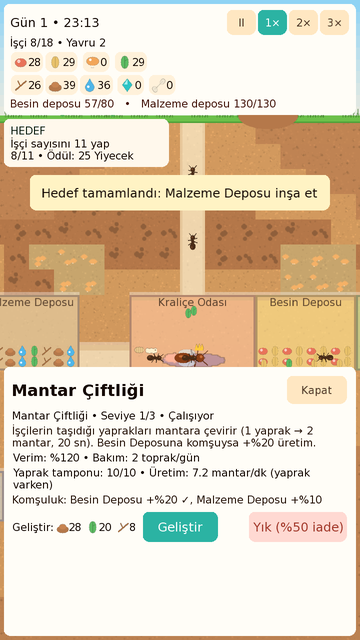 Gün 1 • 23:13
II 1× 2× 3×
İşçi 8/18 • Yavru 2
28 29 0 29
26 39 36 0 0
Besin deposu 57/80 • Malzeme deposu 130/130
HEDEF
İşçi sayısını 11 yap
8/11 • Ödül: 25 Yiyecek
Hedef tamamlandı: Malzeme Deposu inşa et
lzeme Deposu Kraliçe Odası Besin Deposu
Mantar Çiftliği
Kapat
Mantar Çiftliği • Seviye 1/3 • Çalışıyor
İşçilerin taşıdığı yaprakları mantara çevirir (1 yaprak → 2
mantar, 20 sn). Besin Deposuna komşuysa +%20 üretim.
Verim: %120 • Bakım: 2 toprak/gün
Yaprak tamponu: 10/10 • Üretim: 7.2 mantar/dk (yaprak
varken)
Komşuluk: Besin Deposu +%20 ✓, Malzeme Deposu +%10
Geliştir: 28 20 8 Geliştir Yık (%50 iade)